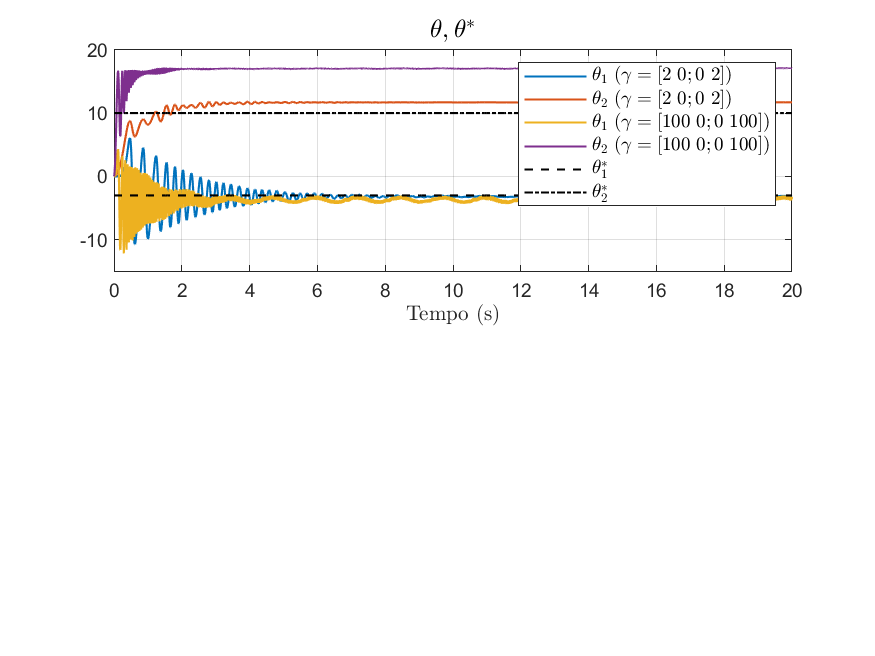 θ, θ*
20
10
0
-10
θ₁ (γ = [2 0; 0 2])
θ₂ (γ = [2 0; 0 2])
θ₁ (γ = [100 0; 0 100])
θ₂ (γ = [100 0; 0 100])
θ₁*
θ₂*
0 2 4 6 8 10 12 14 16 18 20
Tempo (s)